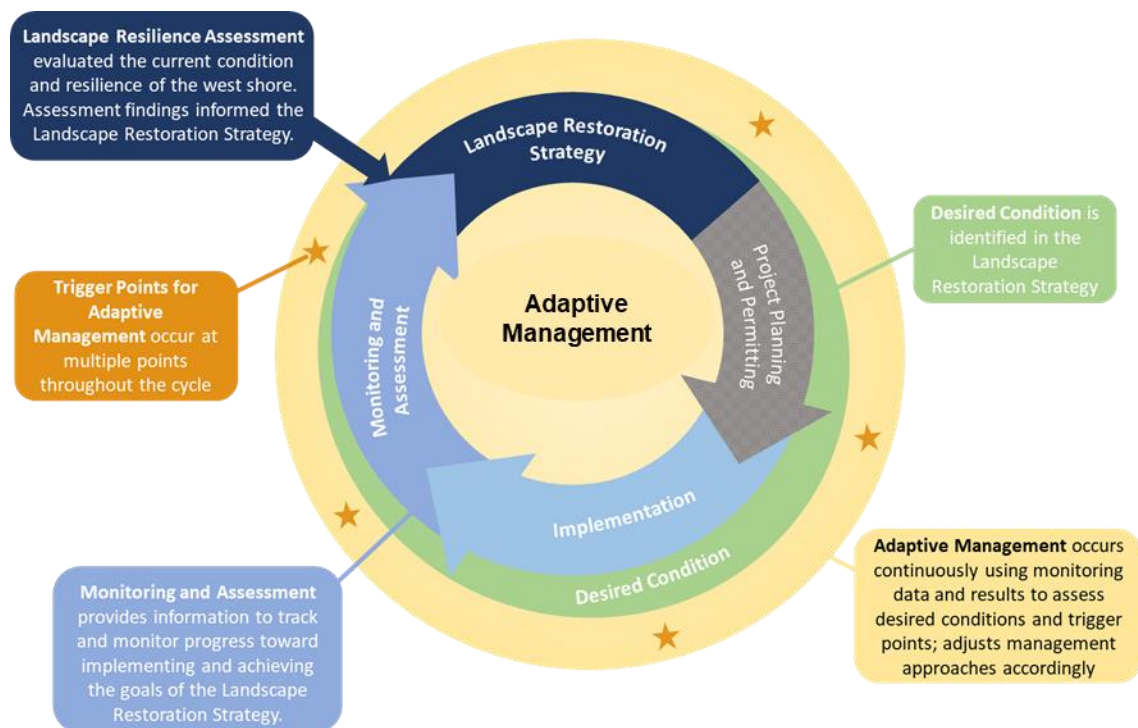 Landscape Resilience Assessment
evaluated the current condition
and resilience of the west shore.
Assessment findings informed the
Landscape Restoration Strategy.
Landscape Restoration
Strategy
Desired Condition is
identified in the
Landscape
Restoration Strategy
Project Planning
and Permitting
Adaptive
Management
Monitoring and
Assessment
Trigger Points for
Adaptive
Management occur at
multiple points
throughout the cycle
Implementation
Desired Condition
Monitoring and Assessment
provides information to track
and monitor progress toward
implementing and achieving
the goals of the Landscape
Restoration Strategy.
Adaptive Management occurs
continuously using monitoring
data and results to assess
desired conditions and trigger
points; adjusts management
approaches accordingly